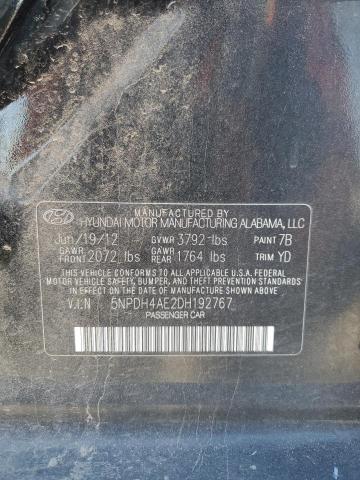 MANUFACTURED BY
HYUNDAI MOTOR MANUFACTURING ALABAMA, LLC
Jun/19/12 GVWR 3792 lbs PAINT 7B
GAWR FRONT 2072 lbs GAWR REAR 1764 lbs TRIM YD
THIS VEHICLE CONFORMS TO ALL APPLICABLE U.S. FEDERAL
MOTOR VEHICLE SAFETY, BUMPER, AND THEFT PREVENTION
STANDARDS IN EFFECT ON THE DATE OF MANUFACTURE SHOWN ABOVE.
V.I.N : 5NPDH4AE2DH192767
PASSENGER CAR